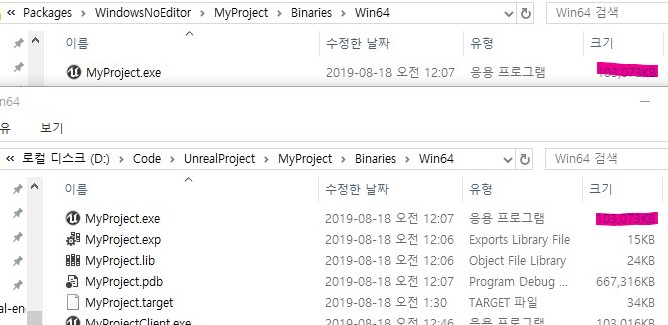 Packages > WindowsNoEditor > MyProject > Binaries > Win64
Win64 검색
이름 수정한 날짜 유형 크기
MyProject.exe 2019-08-18 오전 12:07 응용 프로그램 103,073KB
in64
유 보기
로컬 디스크 (D:) > Code > UnrealProject > MyProject > Binaries > Win64
Win64 검색
이름 수정한 날짜 유형 크기
MyProject.exe 2019-08-18 오전 12:07 응용 프로그램 103,073KB
MyProject.exp 2019-08-18 오전 12:06 Exports Library File 15KB
MyProject.lib 2019-08-18 오전 12:06 Object File Library 24KB
MyProject.pdb 2019-08-18 오전 12:07 Program Debug ... 667,316KB
MyProject.target 2019-08-18 오전 1:30 TARGET 파일 34KB
al-en
MyProjectClient.exe 2019-08-18 오전 12:46 응용 프로그램 103,016KB